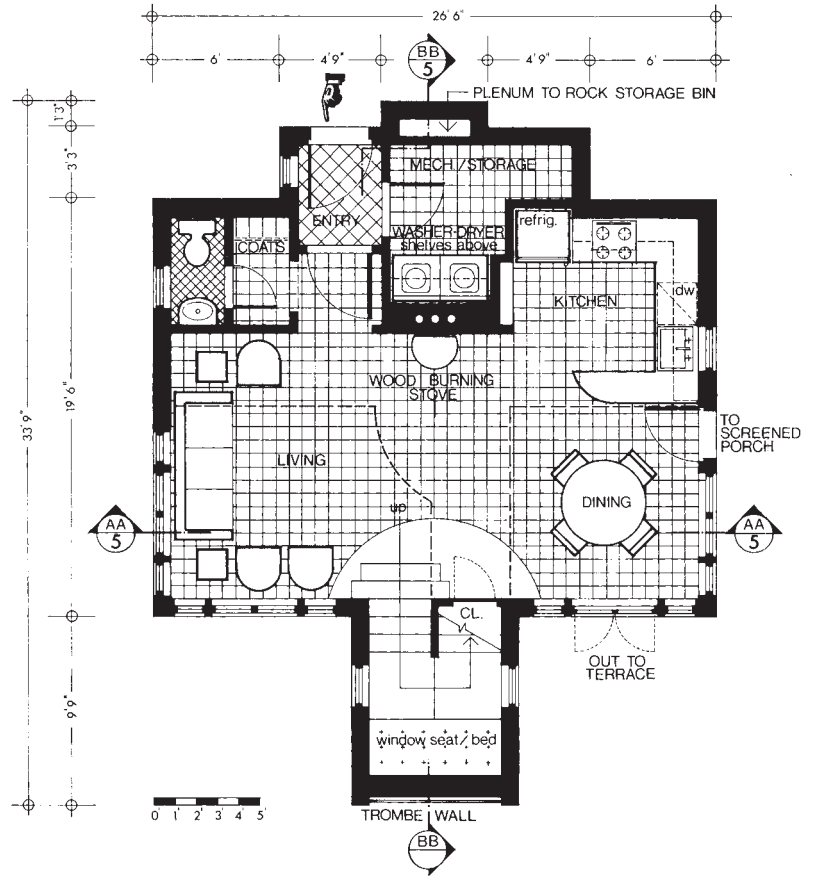 26'6"
6'
4'9"
BB
5
4'9"
6'
PLENUM TO ROCK STORAGE BIN
1'3"
3'3"
MECH./STORAGE
ENTRY
refrig.
COATS
WASHER-DRYER
shelves above
dw
KITCHEN
WOOD BURNING
STOVE
33'9"
19'6"
TO
SCREENED
PORCH
LIVING
DINING
up
AA
5
AA
5
CL.
OUT TO
TERRACE
9'9"
window seat/bed
0' 1' 2' 3' 4' 5'
TROMBE WALL
BB